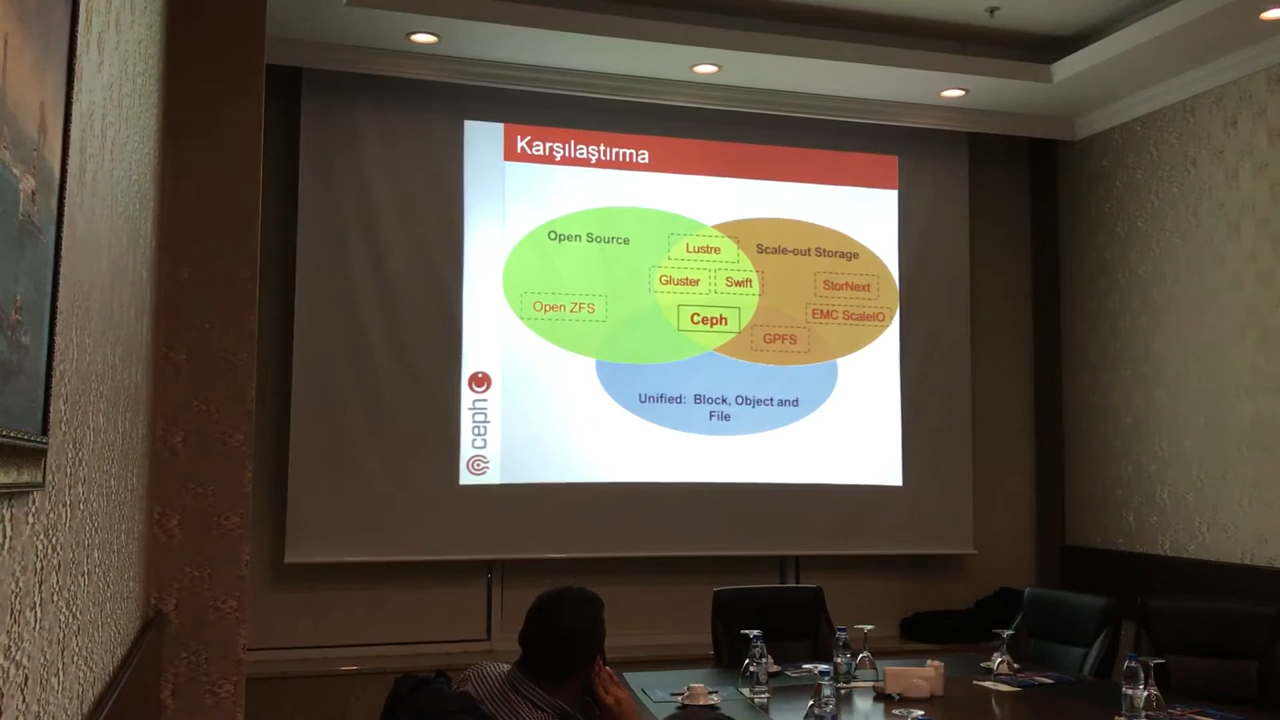 Karşılaştırma
Open Source
Lustre
Scale-out Storage
Gluster
Swift
StorNext
Open ZFS
Ceph
EMC ScaleIO
GPFS
Unified: Block, Object and
File
ceph